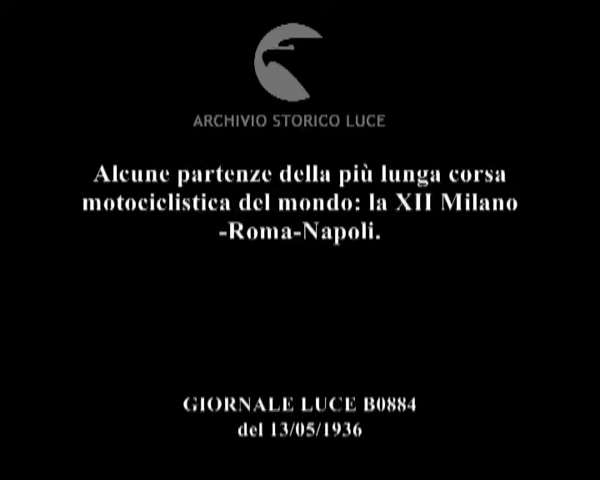 ARCHIVIO STORICO LUCE
Alcune partenze della più lunga corsa
motociclistica del mondo: la XII Milano
-Roma-Napoli.
GIORNALE LUCE B0884
del 13/05/1936